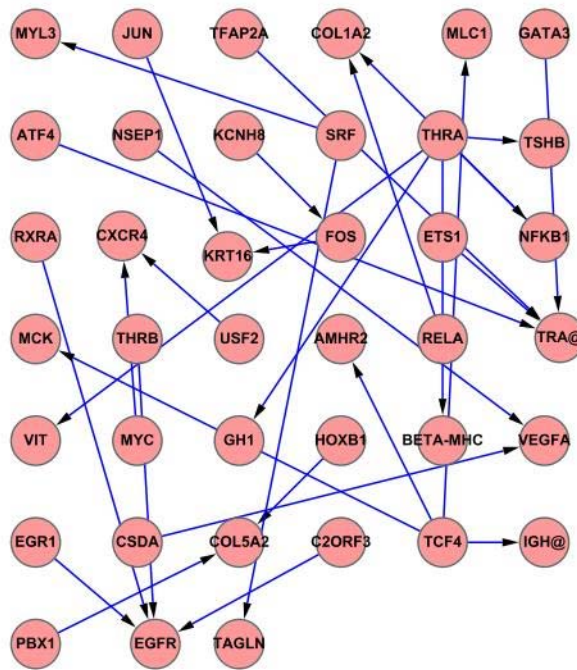 MYL3 JUN TFAP2A COL1A2 MLC1 GATA3
ATF4 NSEP1 KCNH8 SRF THRA TSHB
RXRA CXCR4 KRT16 FOS ETS1 NFKB1
MCK THRB USF2 AMHR2 RELA TRA@
VIT MYC GH1 HOXB1 BETA-MHC VEGFA
EGR1 CSDA COL5A2 C2ORF3 TCF4 IGH@
PBX1 EGFR TAGLN